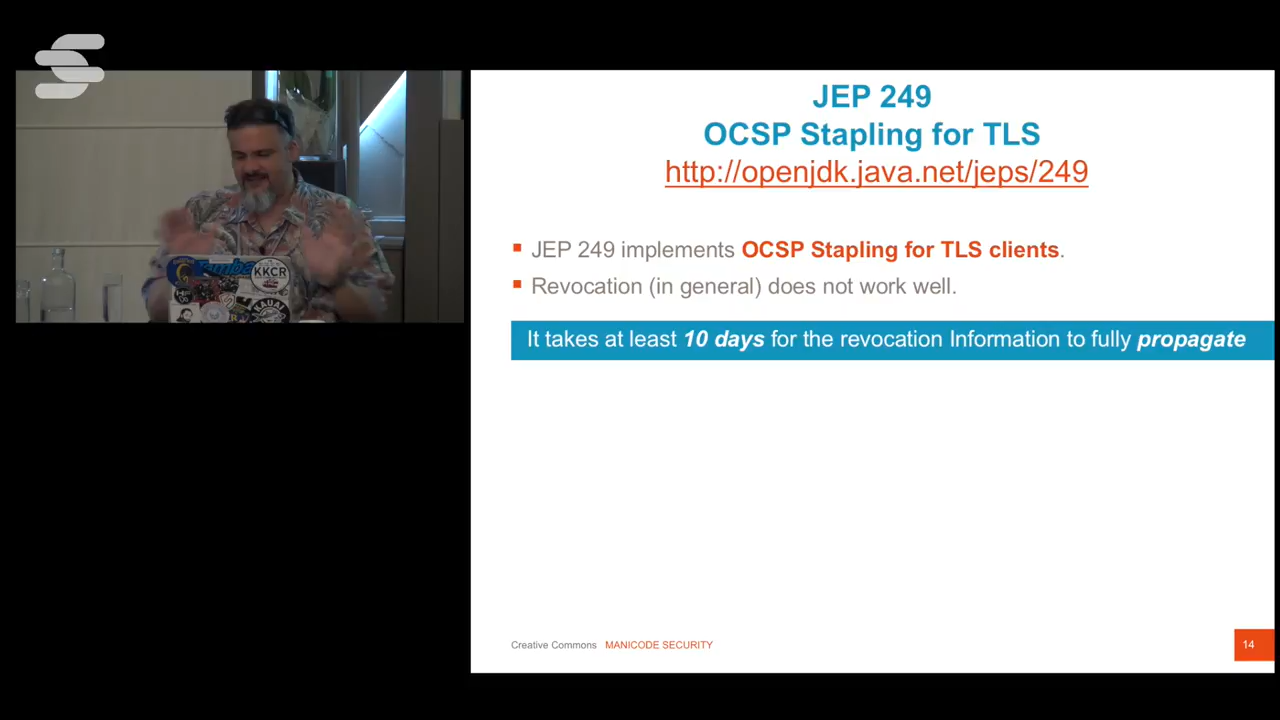 JEP 249
OCSP Stapling for TLS
http://openjdk.java.net/jeps/249
JEP 249 implements OCSP Stapling for TLS clients.
Revocation (in general) does not work well.
It takes at least 10 days for the revocation Information to fully propagate
Creative Commons MANICODE SECURITY
14
KKCR
KAUAI